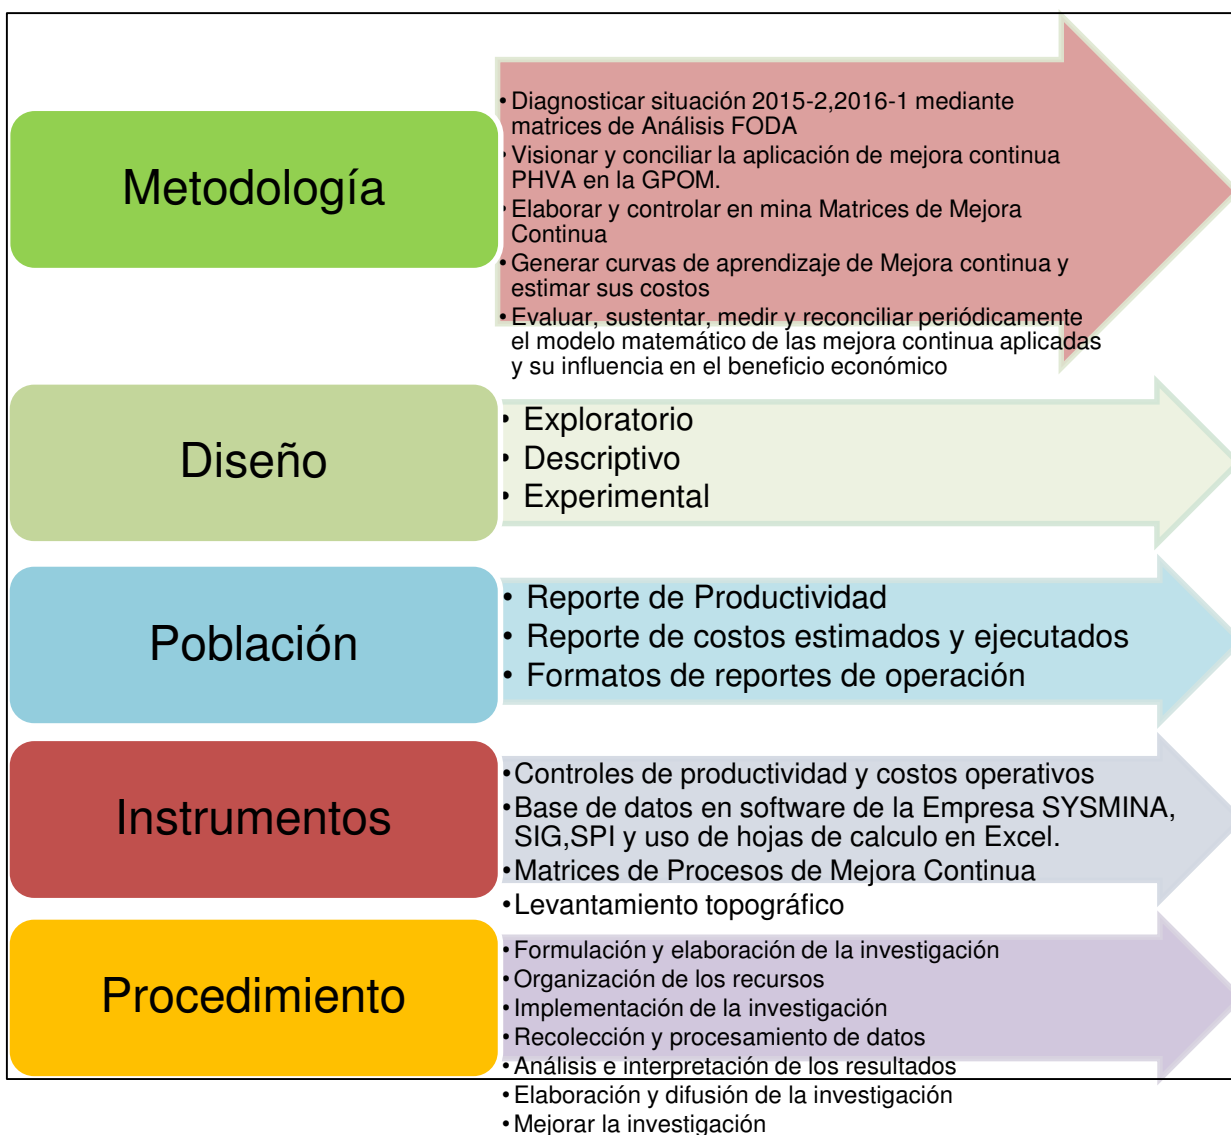 Metodología
• Diagnosticar situación 2015-2,2016-1 mediante
matrices de Análisis FODA
• Visionar y conciliar la aplicación de mejora continua
PHVA en la GPOM.
• Elaborar y controlar en mina Matrices de Mejora
Continua
• Generar curvas de aprendizaje de Mejora continua y
estimar sus costos
• Evaluar, sustentar, medir y reconciliar periódicamente
el modelo matemático de las mejora continua aplicadas
y su influencia en el beneficio económico
Diseño
• Exploratorio
• Descriptivo
• Experimental
Población
• Reporte de Productividad
• Reporte de costos estimados y ejecutados
• Formatos de reportes de operación
Instrumentos
• Controles de productividad y costos operativos
• Base de datos en software de la Empresa SYSMINA,
SIG,SPI y uso de hojas de calculo en Excel.
• Matrices de Procesos de Mejora Continua
• Levantamiento topográfico
Procedimiento
• Formulación y elaboración de la investigación
• Organización de los recursos
• Implementación de la investigación
• Recolección y procesamiento de datos
• Análisis e interpretación de los resultados
• Elaboración y difusión de la investigación
• Mejorar la investigación